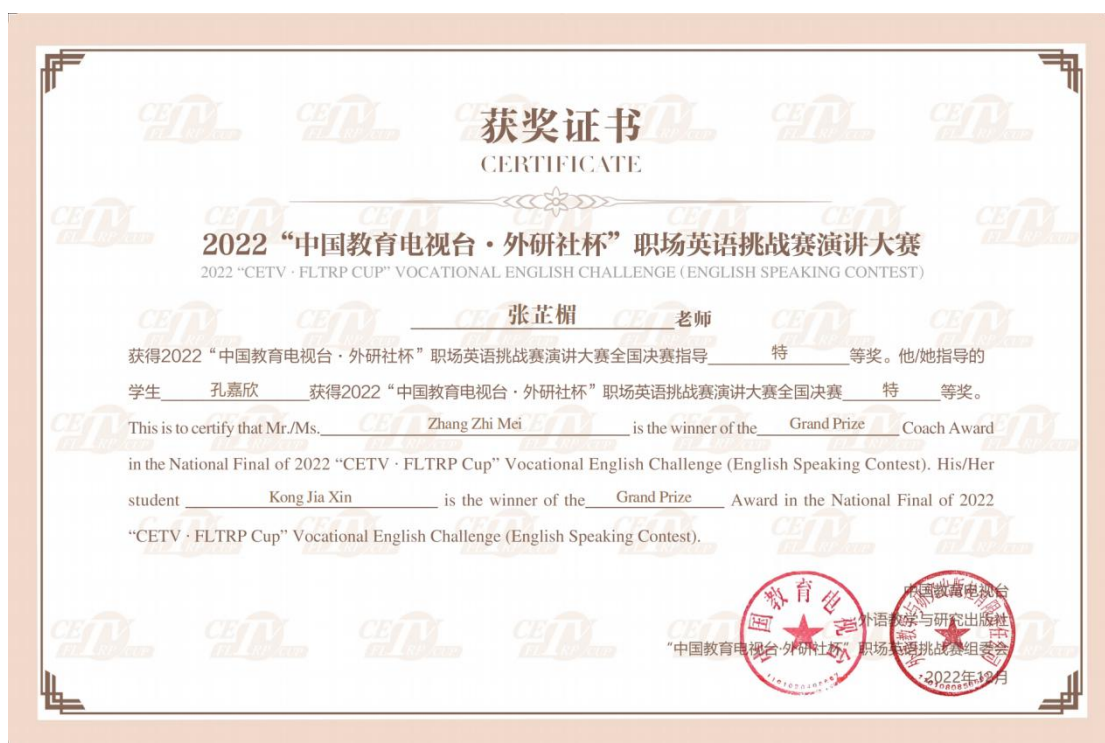 获奖证书
CERTIFICATE
2022“中国教育电视台·外研社�”职场英语挑战赛演讲大赛
2022 “CETV · FLTRP CUP” VOCATIONAL ENGLISH CHALLENGE (ENGLISH SPEAKING CONTEST)
张芷楣 老师
获得2022“中国教育电视台·外研社杯”职场英语挑战赛演讲大赛全国决赛指导 特 等奖。他/她指导的
学生 孔嘉欣 获得2022“中国教育电视台·外研社杯”职场英语挑战赛演讲大赛全国决赛 特 等奖。
This is to certify that Mr./Ms. Zhang Zhi Mei is the winner of the Grand Prize Coach Award
in the National Final of 2022 “CETV · FLTRP Cup” Vocational English Challenge (English Speaking Contest). His/Her
student Kong Jia Xin is the winner of the Grand Prize Award in the National Final of 2022
“CETV · FLTRP Cup” Vocational English Challenge (English Speaking Contest).
中国教育电视台
外语教学与研究出版社
“中国教育电视台·外研社杯”职场英语挑战赛组委会
2022年12月
中国教育电视台